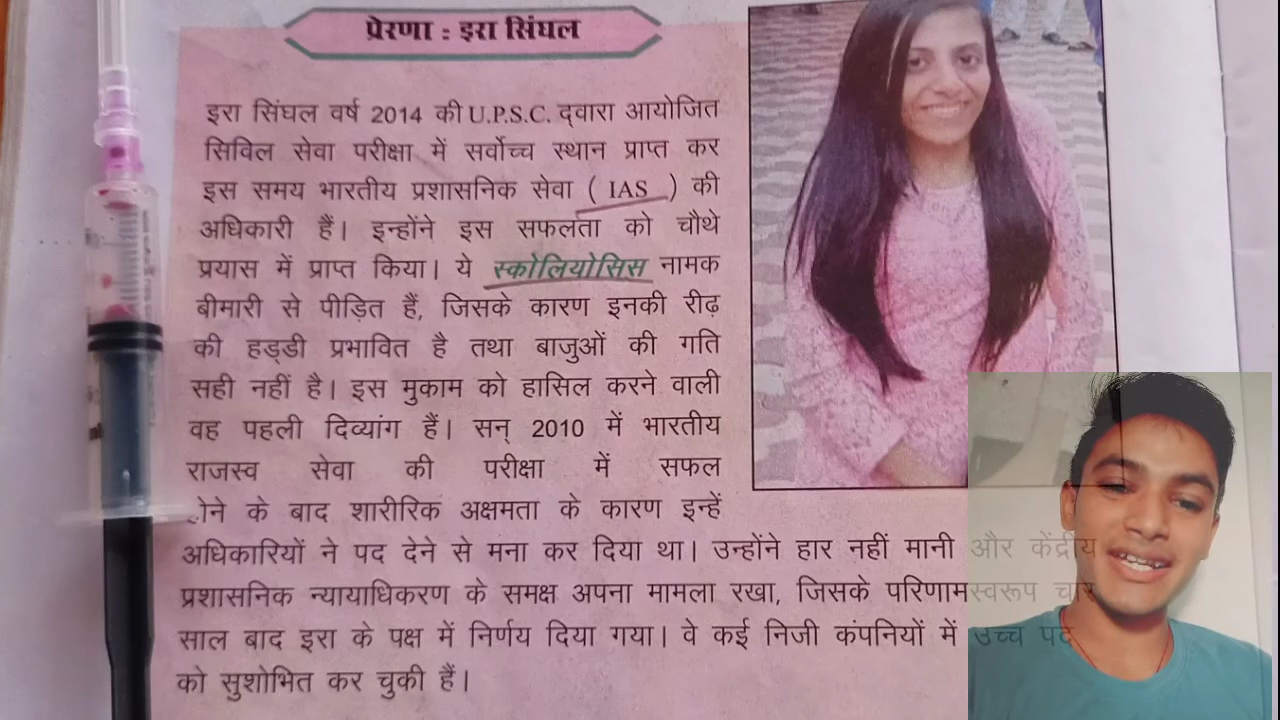 प्रेरणा : इरा सिंघल
इरा सिंघल वर्ष 2014 की U.P.S.C. द्‌वारा आयोजित
सिविल सेवा परीक्षा में सर्वोच्च स्थान प्राप्त कर
इस समय भारतीय प्रशासनिक सेवा ( IAS ) की
अधिकारी हैं। इन्होंने इस सफलता को चौथे
प्रयास में प्राप्त किया। ये स्कोलियोसिस नामक
बीमारी से पीड़ित हैं, जिसके कारण इनकी रीढ़
की हड्‌डी प्रभावित है तथा बाजुओं की गति
सही नहीं है। इस मुकाम को हासिल करने वाली
वह पहली दिव्यांग हैं। सन् 2010 में भारतीय
राजस्व सेवा की परीक्षा में सफल
होने के बाद शारीरिक अक्षमता के कारण इन्हें
अधिकारियों ने पद देने से मना कर दिया था। उन्होंने हार नहीं मानी और केंद्रीय
प्रशासनिक न्यायाधिकरण के समक्ष अपना मामला रखा, जिसके परिणामस्वरूप चार
साल बाद इरा के पक्ष में निर्णय दिया गया। वे कई निजी कंपनियों में उच्च पद
को सुशोभित कर चुकी हैं।